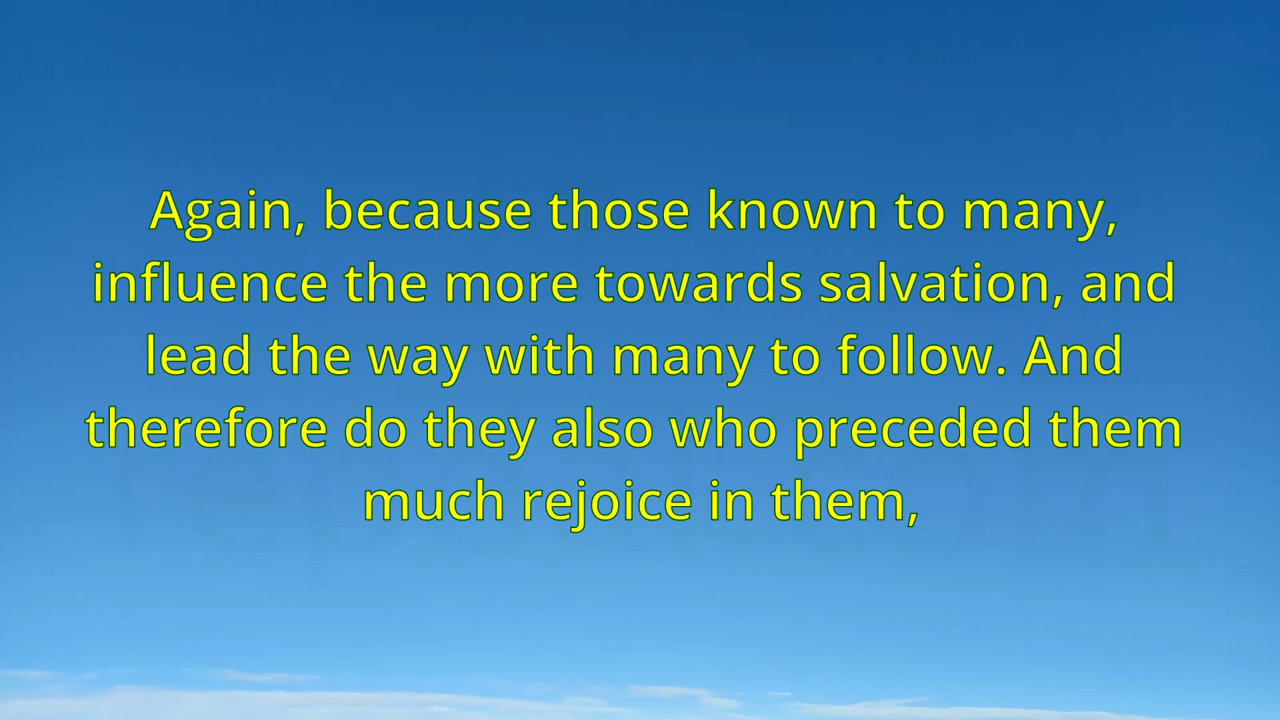 Again, because those known to many,
influence the more towards salvation, and
lead the way with many to follow. And
therefore do they also who preceded them
much rejoice in them,